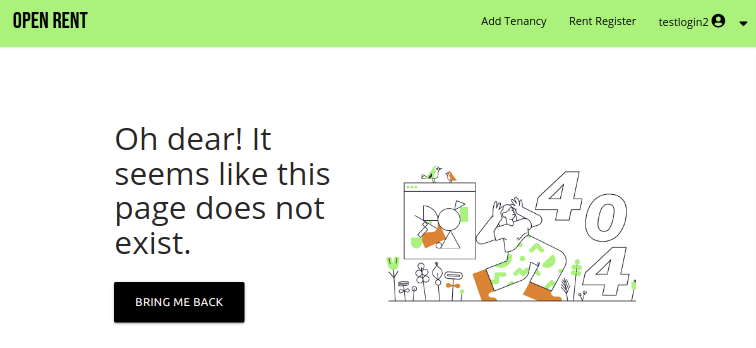 OPEN RENT
Add Tenancy
Rent Register
testlogin2
Oh dear! It
seems like this
page does not
exist.
BRING ME BACK
404